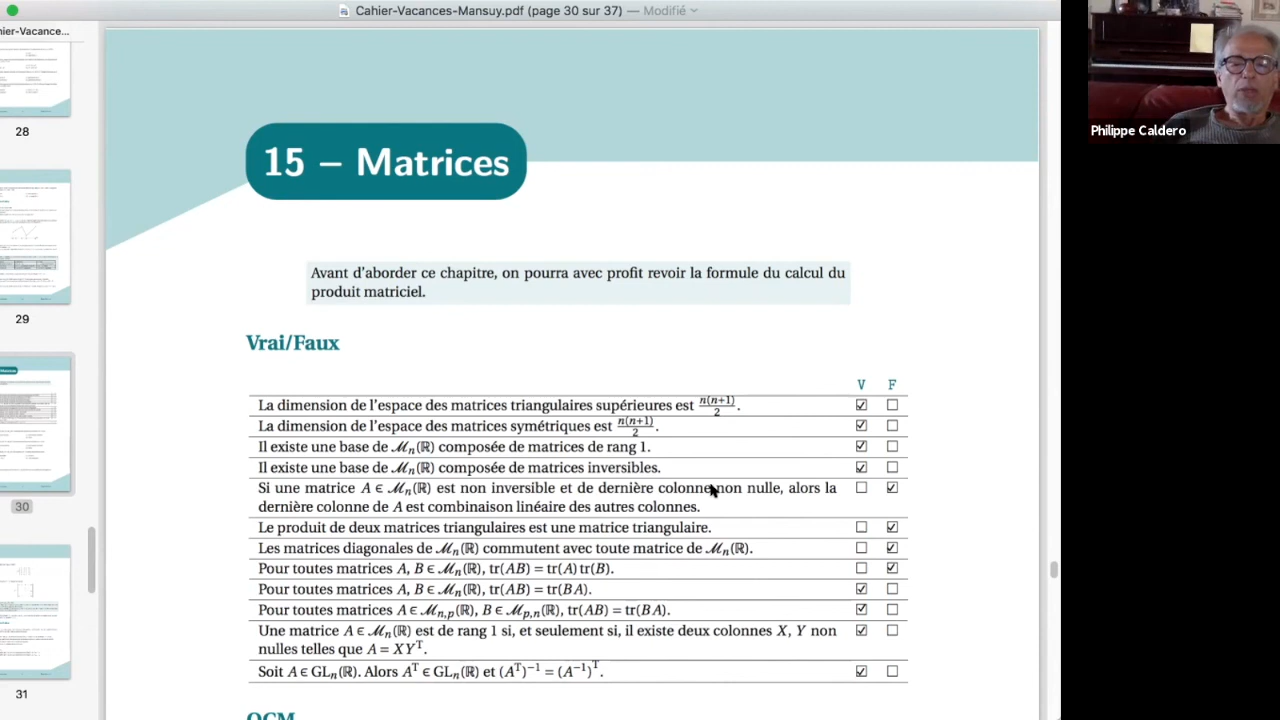 Cahier-Vacances-Mansuy.pdf (page 30 sur 37) — Modifié
hier-Vacance...
28
29
30
31
Philippe Caldero
15 – Matrices
Avant d'aborder ce chapitre, on pourra avec profit revoir la formule du calcul du
produit matriciel.
Vrai/Faux
V F
La dimension de l'espace des matrices triangulaires supérieures est n(n+1)/2.
La dimension de l'espace des matrices symétriques est n(n+1)/2.
Il existe une base de ℳn(ℝ) composée de matrices de rang 1.
Il existe une base de ℳn(ℝ) composée de matrices inversibles.
Si une matrice A ∈ ℳn(ℝ) est non inversible et de dernière colonne non nulle, alors la
dernière colonne de A est combinaison linéaire des autres colonnes.
Le produit de deux matrices triangulaires est une matrice triangulaire.
Les matrices diagonales de ℳn(ℝ) commutent avec toute matrice de ℳn(ℝ).
Pour toutes matrices A, B ∈ ℳn(ℝ), tr(AB) = tr(A) tr(B).
Pour toutes matrices A, B ∈ ℳn(ℝ), tr(AB) = tr(BA).
Pour toutes matrices A ∈ ℳn,p(ℝ), B ∈ ℳp,n(ℝ), tr(AB) = tr(BA).
Une matrice A ∈ ℳn(ℝ) est de rang 1 si, et seulement si, il existe deux colonnes X, Y non
nulles telles que A = XYᵀ.
Soit A ∈ GLn(ℝ). Alors Aᵀ ∈ GLn(ℝ) et (Aᵀ)⁻¹ = (A⁻¹)ᵀ.
QCM